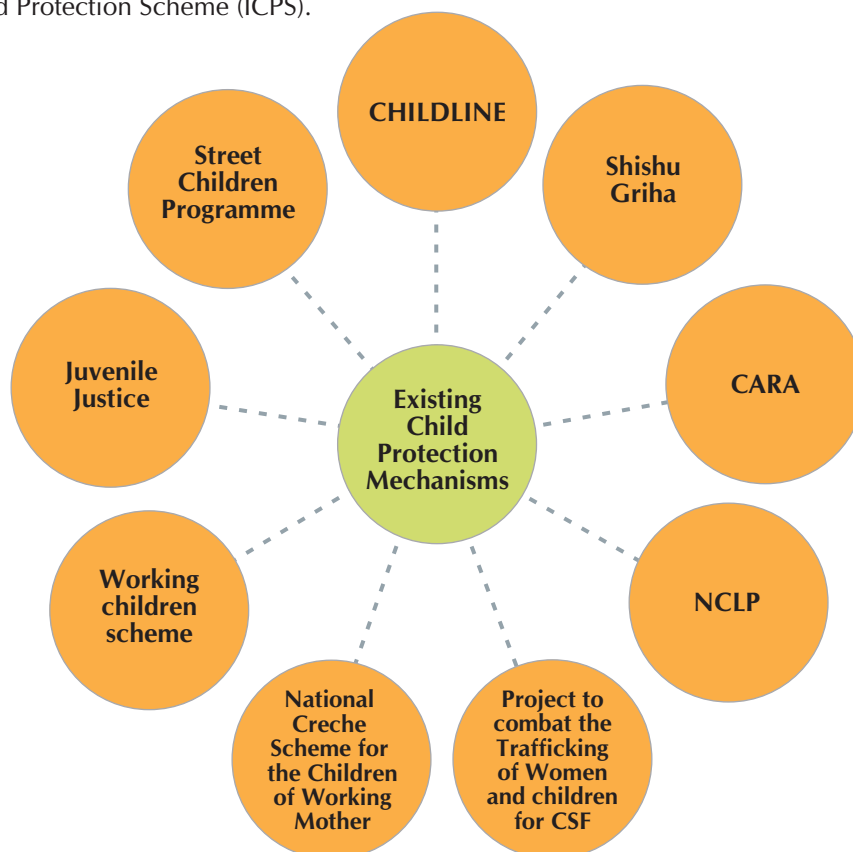 d Protection Scheme (ICPS).
CHILDLINE
Shishu
Griha
CARA
NCLP
Project to
combat the
Trafficking
of Women
and children
for CSF
National
Creche
Scheme for
the Children
of Working
Mother
Working
children
scheme
Juvenile
Justice
Street
Children
Programme
Existing
Child
Protection
Mechanisms